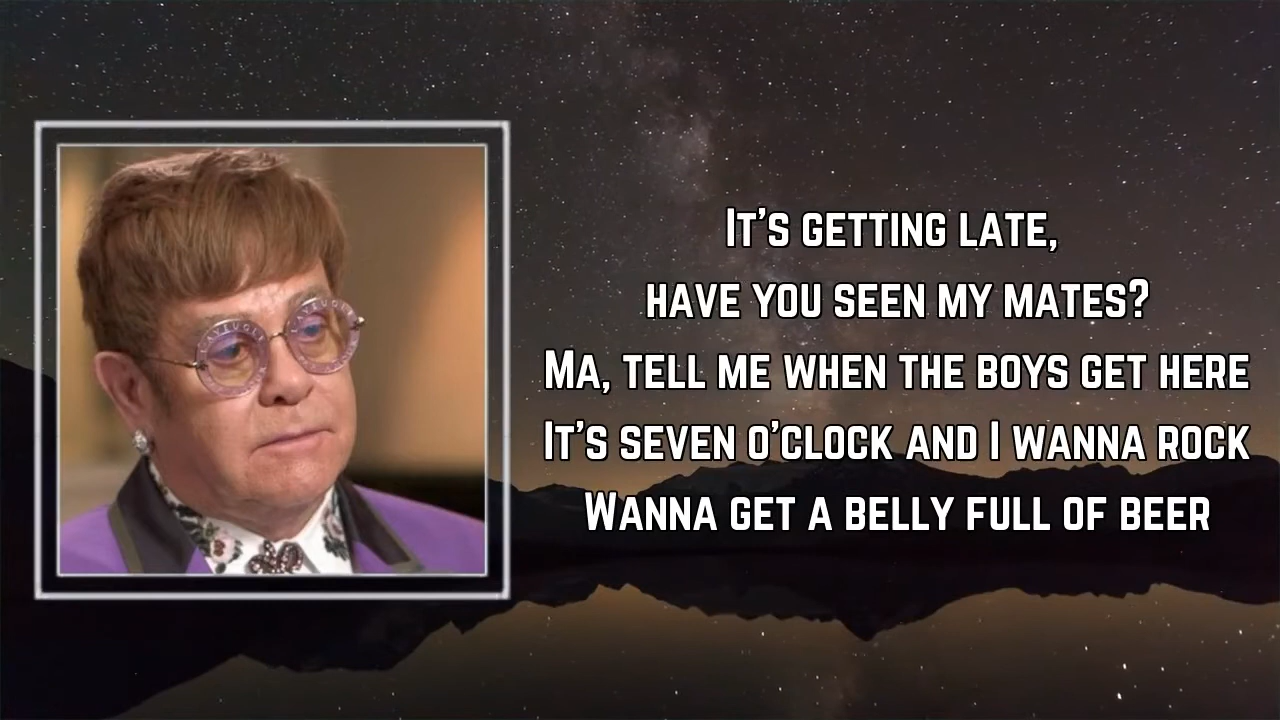 It's getting late,
have you seen my mates?
Ma, tell me when the boys get here
It's seven o'clock and I wanna rock
Wanna get a belly full of beer